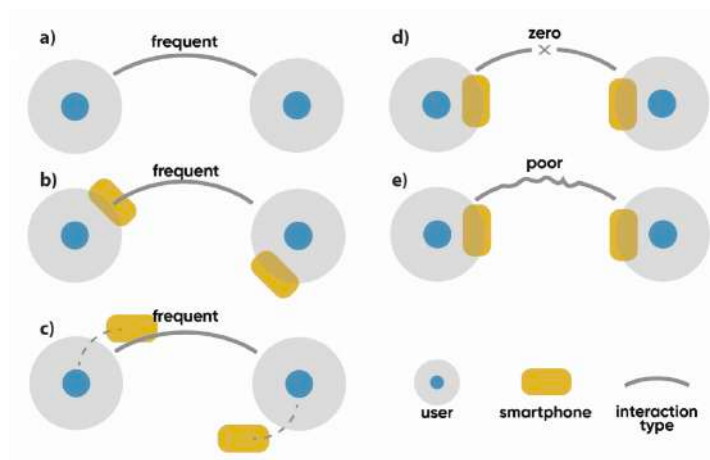 a)
frequent
b)
frequent
c)
frequent
d)
zero
e)
poor
user
smartphone
interaction
type